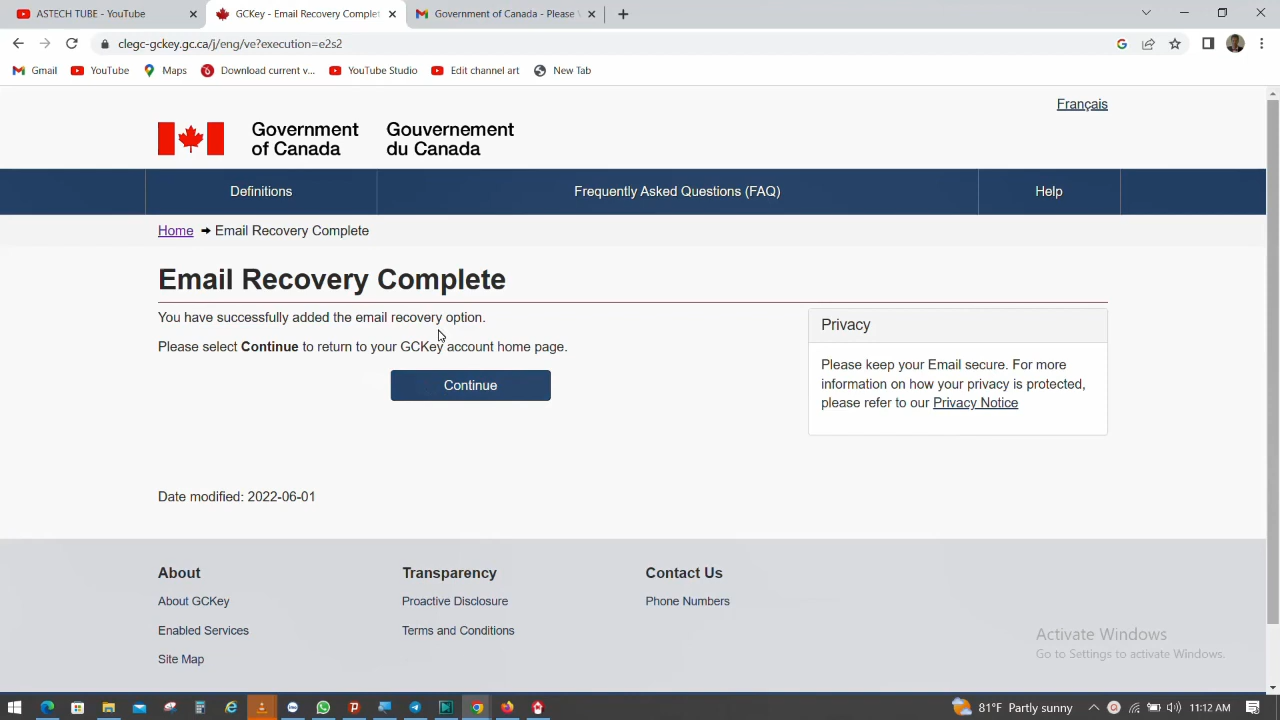 ASTECH TUBE - YouTube
GCKey - Email Recovery Complet
Government of Canada - Please
clegc-gckey.gc.ca/j/eng/ve?execution=e2s2
Gmail
YouTube
Maps
Download current v...
YouTube Studio
Edit channel art
New Tab
Français
Government of Canada
Gouvernement du Canada
Definitions
Frequently Asked Questions (FAQ)
Help
Home → Email Recovery Complete
Email Recovery Complete
You have successfully added the email recovery option.
Please select Continue to return to your GCKey account home page.
Continue
Privacy
Please keep your Email secure. For more
information on how your privacy is protected,
please refer to our Privacy Notice
Date modified: 2022-06-01
About
About GCKey
Enabled Services
Site Map
Transparency
Proactive Disclosure
Terms and Conditions
Contact Us
Phone Numbers
Activate Windows
Go to Settings to activate Windows.
81°F Partly sunny
11:12 AM